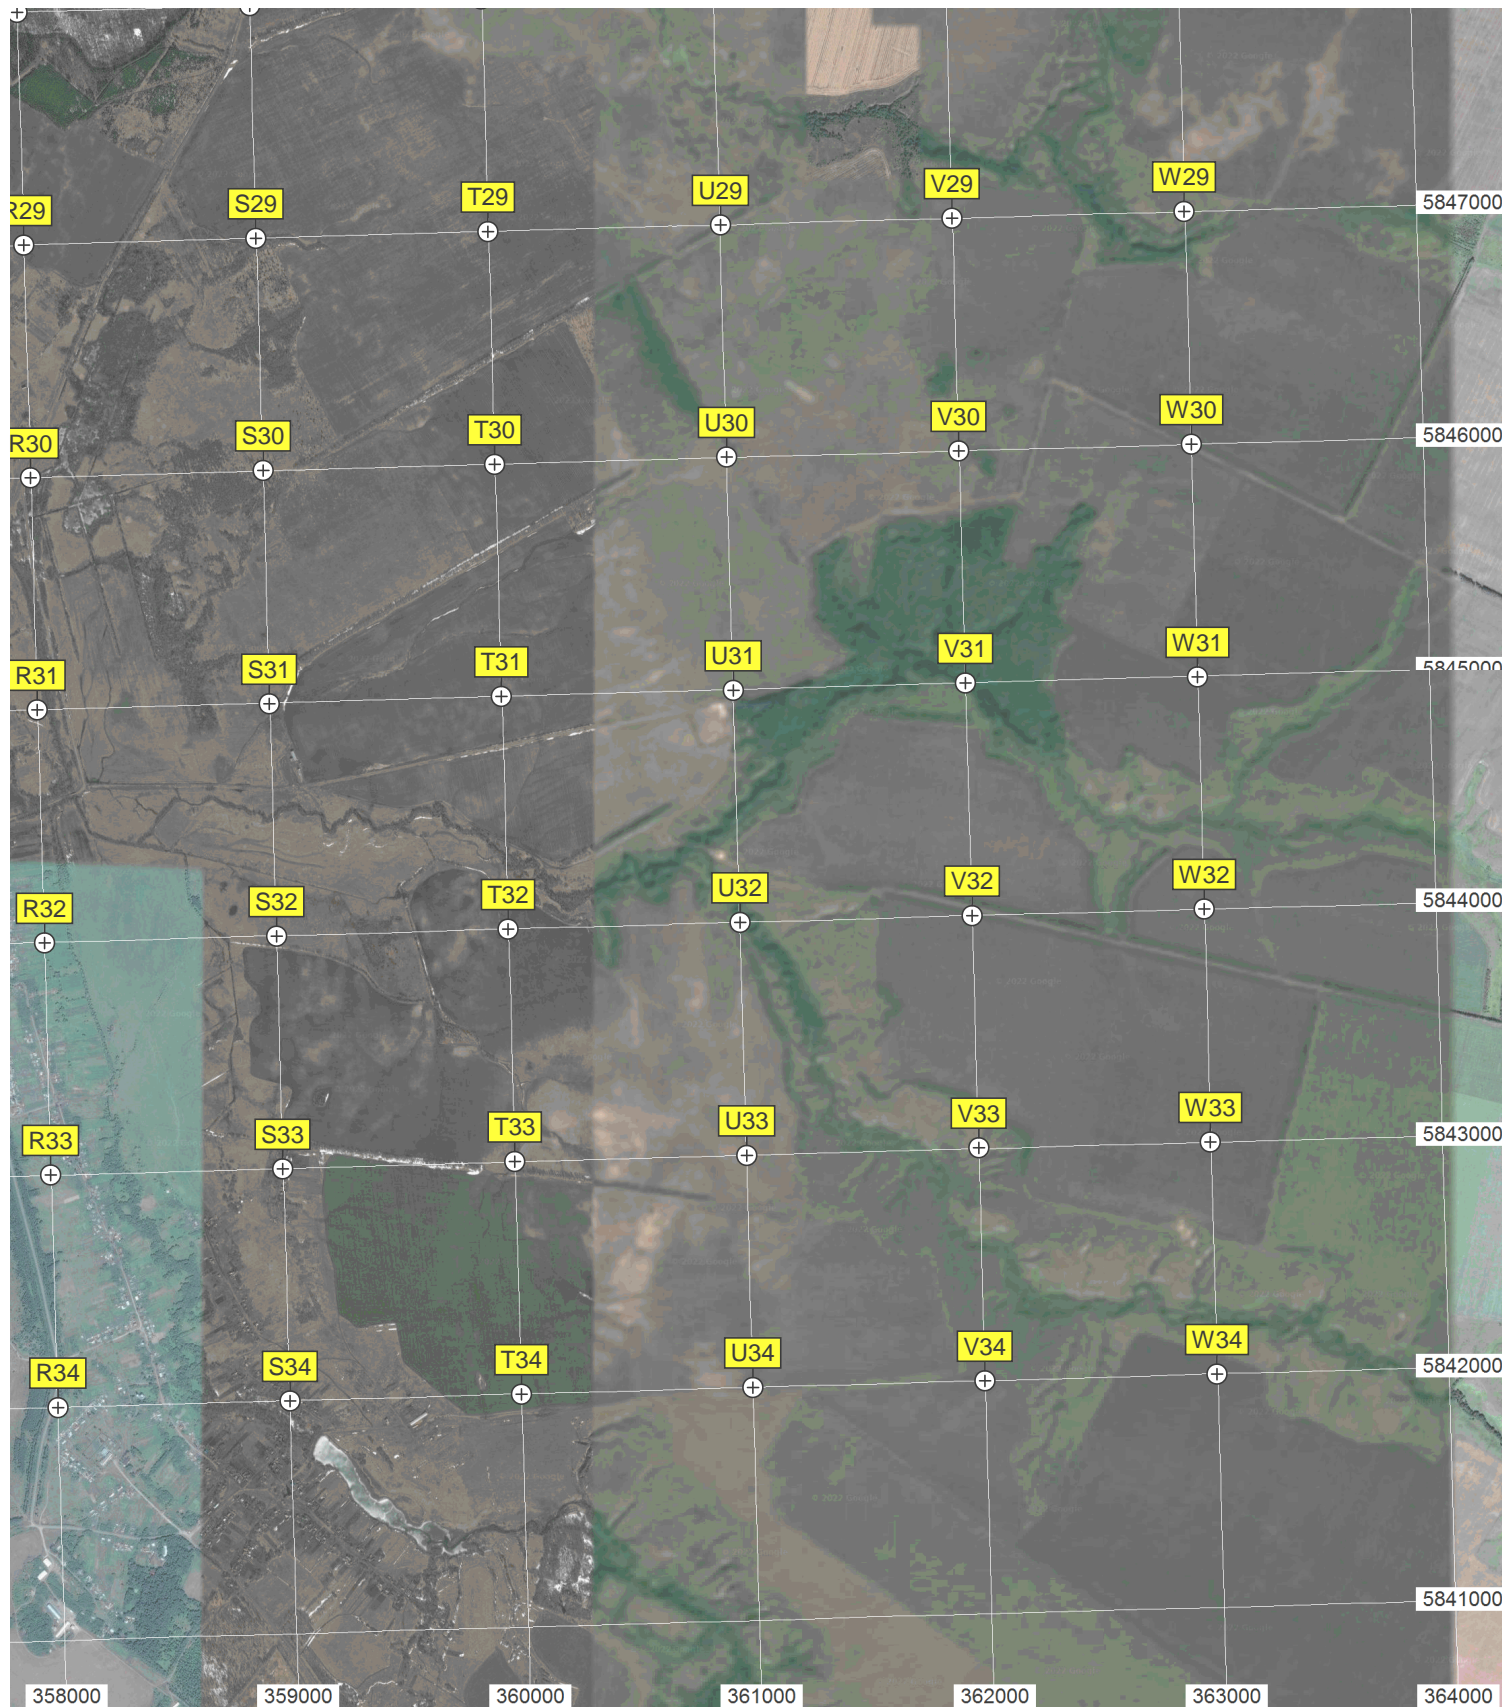 R29 S29 T29 U29 V29 W29
5847000
R30 S30 T30 U30 V30 W30
5846000
R31 S31 T31 U31 V31 W31
5845000
R32 S32 T32 U32 V32 W32
5844000
R33 S33 T33 U33 V33 W33
5843000
R34 S34 T34 U34 V34 W34
5842000
5841000
358000 359000 360000 361000 362000 363000 364000